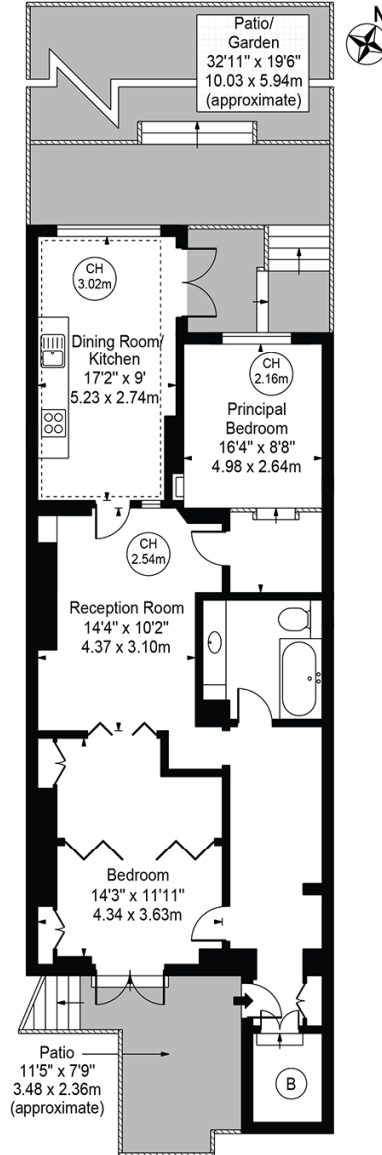 N
Patio/
Garden
32'11" x 19'6"
10.03 x 5.94m
(approximate)
CH
3.02m
Dining Room/
Kitchen
17'2" x 9'
5.23 x 2.74m
CH
2.16m
Principal
Bedroom
16'4" x 8'8"
4.98 x 2.64m
CH
2.54m
Reception Room
14'4" x 10'2"
4.37 x 3.10m
Bedroom
14'3" x 11'11"
4.34 x 3.63m
Patio
11'5" x 7'9"
3.48 x 2.36m
(approximate)
B